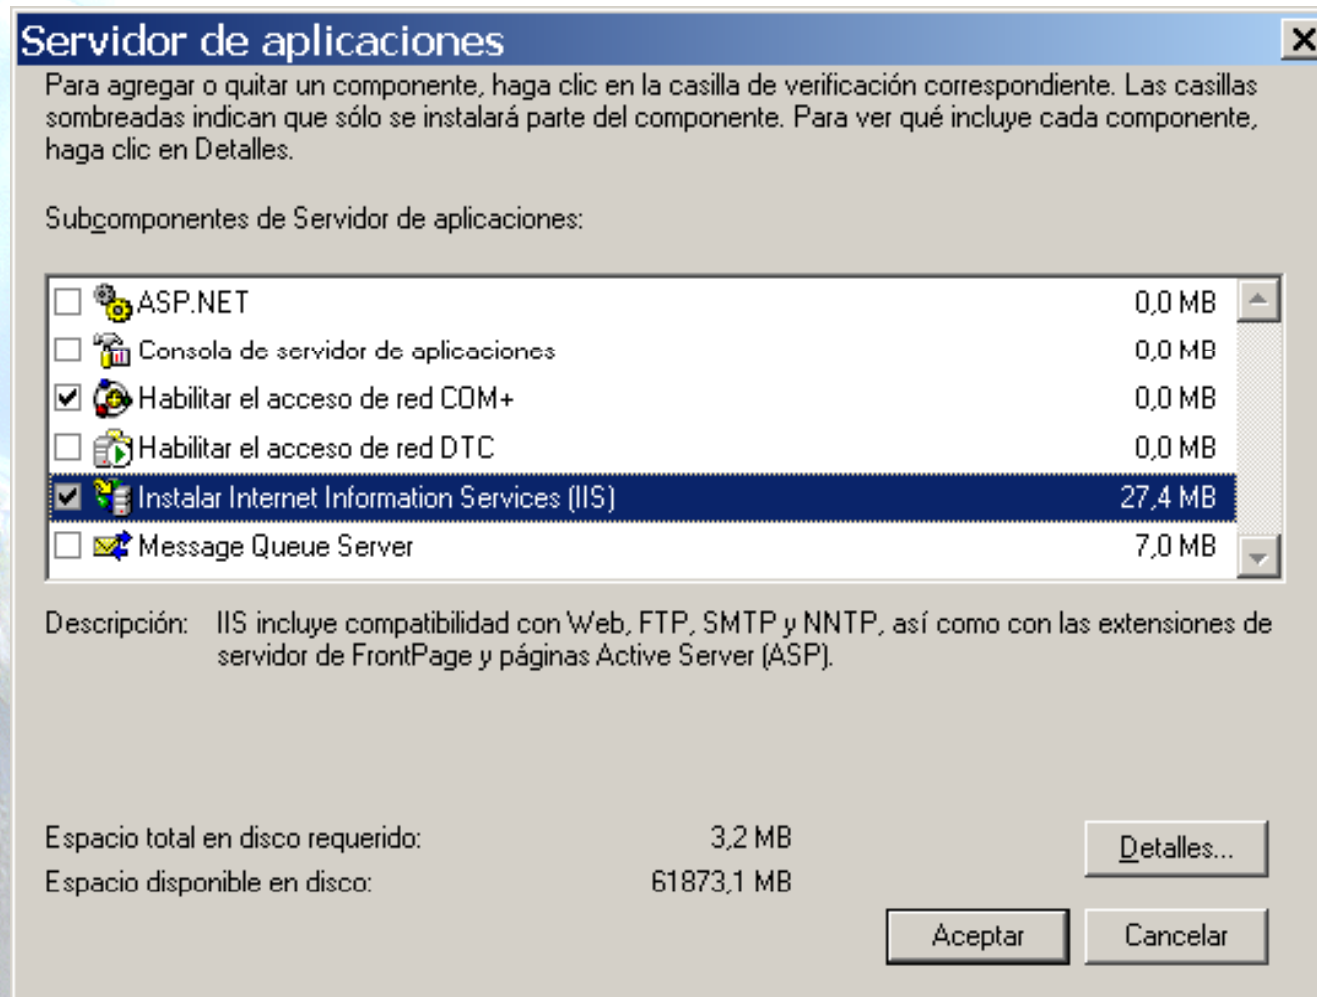 Servidor de aplicaciones
Para agregar o quitar un componente, haga clic en la casilla de verificación correspondiente. Las casillas
sombreadas indican que sólo se instalará parte del componente. Para ver qué incluye cada componente,
haga clic en Detalles.
Subcomponentes de Servidor de aplicaciones:
ASP.NET 0,0 MB
Consola de servidor de aplicaciones 0,0 MB
Habilitar el acceso de red COM+ 0,0 MB
Habilitar el acceso de red DTC 0,0 MB
Instalar Internet Information Services (IIS) 27,4 MB
Message Queue Server 7,0 MB
Descripción: IIS incluye compatibilidad con Web, FTP, SMTP y NNTP, así como con las extensiones de
servidor de FrontPage y páginas Active Server (ASP).
Espacio total en disco requerido: 3,2 MB
Detalles...
Espacio disponible en disco: 61873,1 MB
Aceptar Cancelar